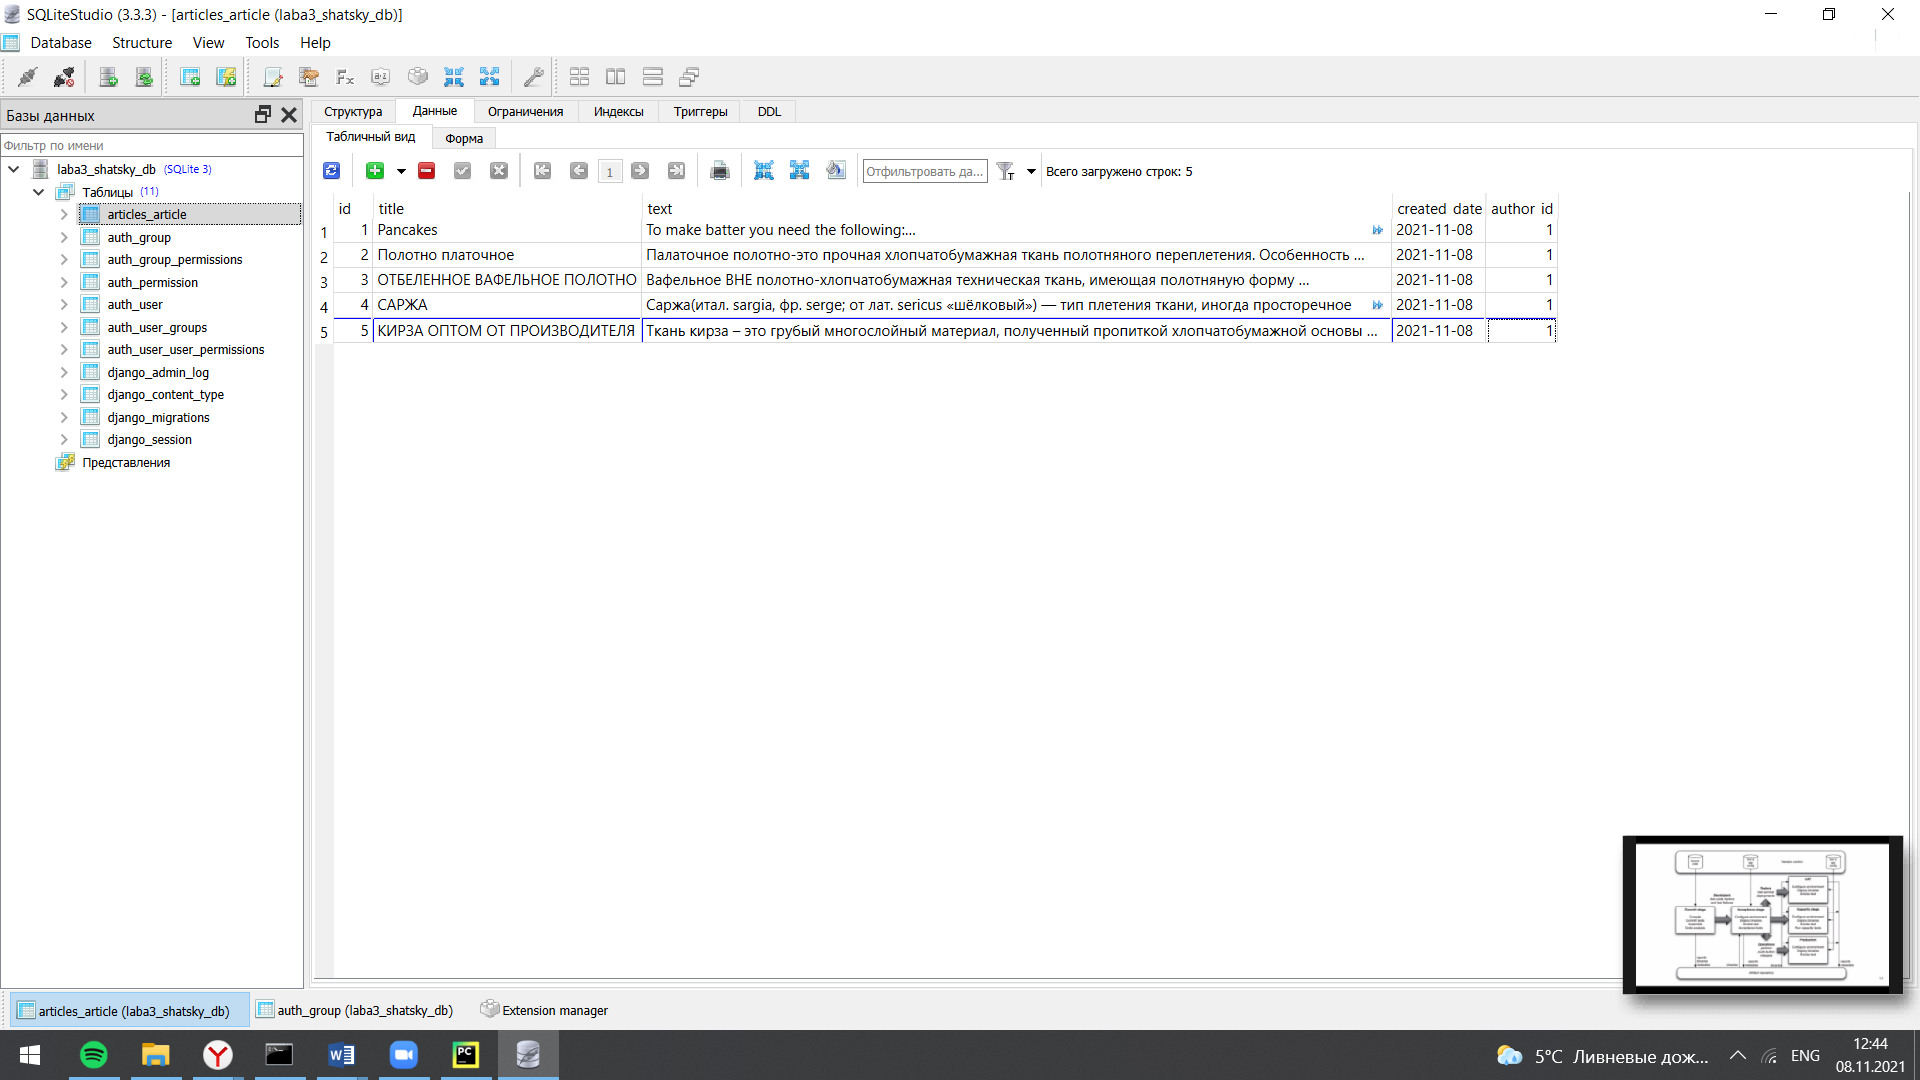 SQLiteStudio (3.3.3) - [articles_article (laba3_shatsky_db)]
Database Structure View Tools Help
Базы данных
Фильтр по имени
laba3_shatsky_db (SQLite 3)
Таблицы (11)
articles_article
auth_group
auth_group_permissions
auth_permission
auth_user
auth_user_groups
auth_user_user_permissions
django_admin_log
django_content_type
django_migrations
django_session
Представления
Структура Данные Ограничения Индексы Триггеры DDL
Табличный вид Форма
1 Отфильтровать да... Всего загружено строк: 5
id title text created_date author_id
1 1 Pancakes To make batter you need the following:... 2021-11-08 1
2 2 Полотно платочное Палаточное полотно-это прочная хлопчатобумажная ткань полотняного переплетения. Особенность ... 2021-11-08 1
3 3 ОТБЕЛЕННОЕ ВАФЕЛЬНОЕ ПОЛОТНО Вафельное ВНЕ полотно-хлопчатобумажная техническая ткань, имеющая полотняную форму ... 2021-11-08 1
4 4 САРЖА Саржа(итал. sargia, фр. serge; от лат. sericus «шёлковый») — тип плетения ткани, иногда просторечное 2021-11-08 1
5 5 КИРЗА ОПТОМ ОТ ПРОИЗВОДИТЕЛЯ Ткань кирза – это грубый многослойный материал, полученный пропиткой хлопчатобумажной основы ... 2021-11-08 1
articles_article (laba3_shatsky_db) auth_group (laba3_shatsky_db) Extension manager
5°C Ливневые дож... ENG 12:44
08.11.2021